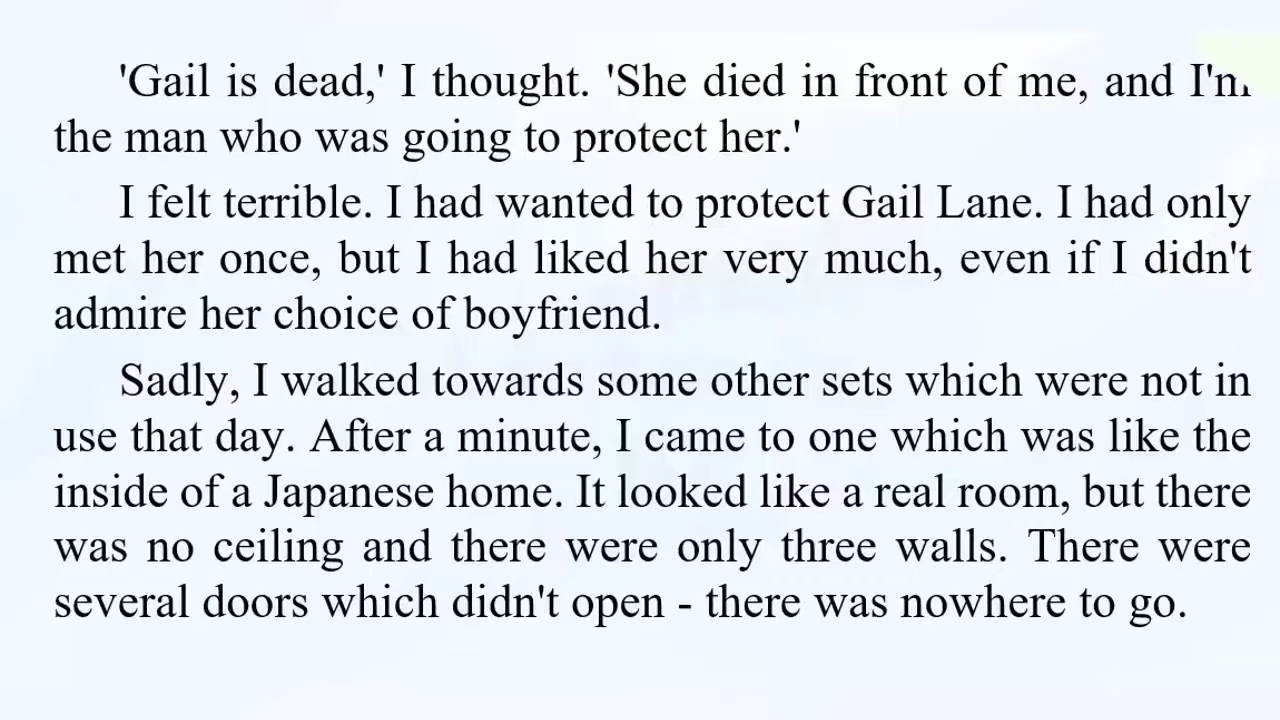 'Gail is dead,' I thought. 'She died in front of me, and I'm
the man who was going to protect her.'
I felt terrible. I had wanted to protect Gail Lane. I had only
met her once, but I had liked her very much, even if I didn't
admire her choice of boyfriend.
Sadly, I walked towards some other sets which were not in
use that day. After a minute, I came to one which was like the
inside of a Japanese home. It looked like a real room, but there
was no ceiling and there were only three walls. There were
several doors which didn't open - there was nowhere to go.